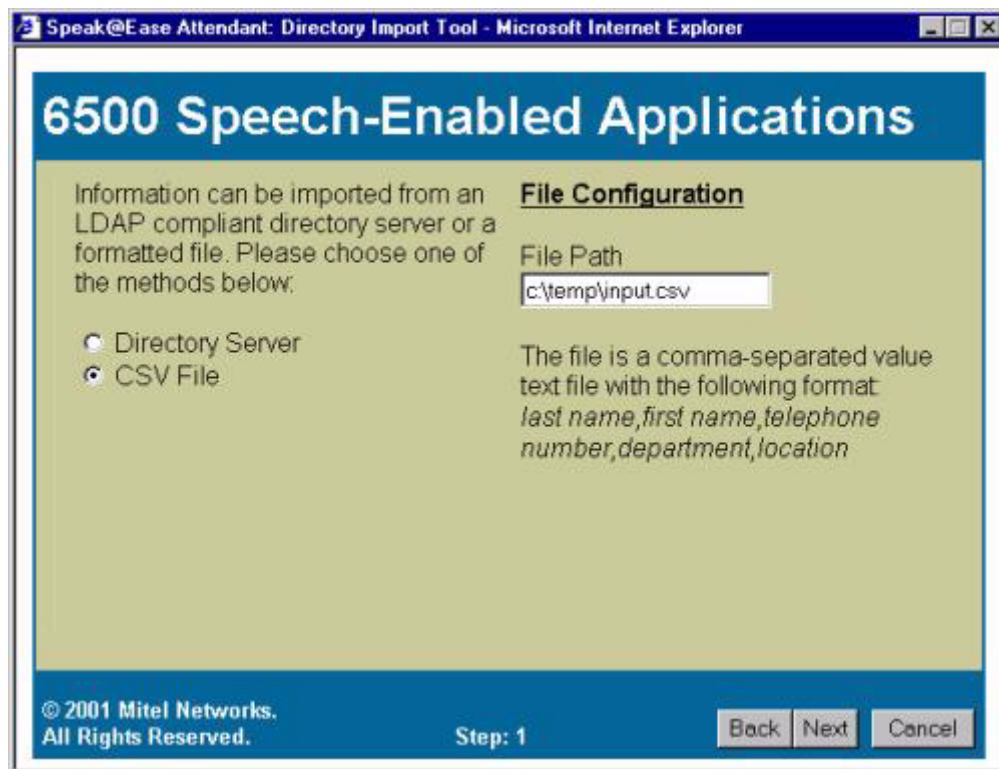 Speak@Ease Attendant: Directory Import Tool - Microsoft Internet Explorer
6500 Speech-Enabled Applications
Information can be imported from an
LDAP compliant directory server or a
formatted file. Please choose one of
the methods below:
Directory Server
CSV File
File Configuration
File Path
c:\temp\input.csv
The file is a comma-separated value
text file with the following format:
last name,first name,telephone
number,department,location
© 2001 Mitel Networks.
All Rights Reserved.
Step: 1
Back
Next
Cancel